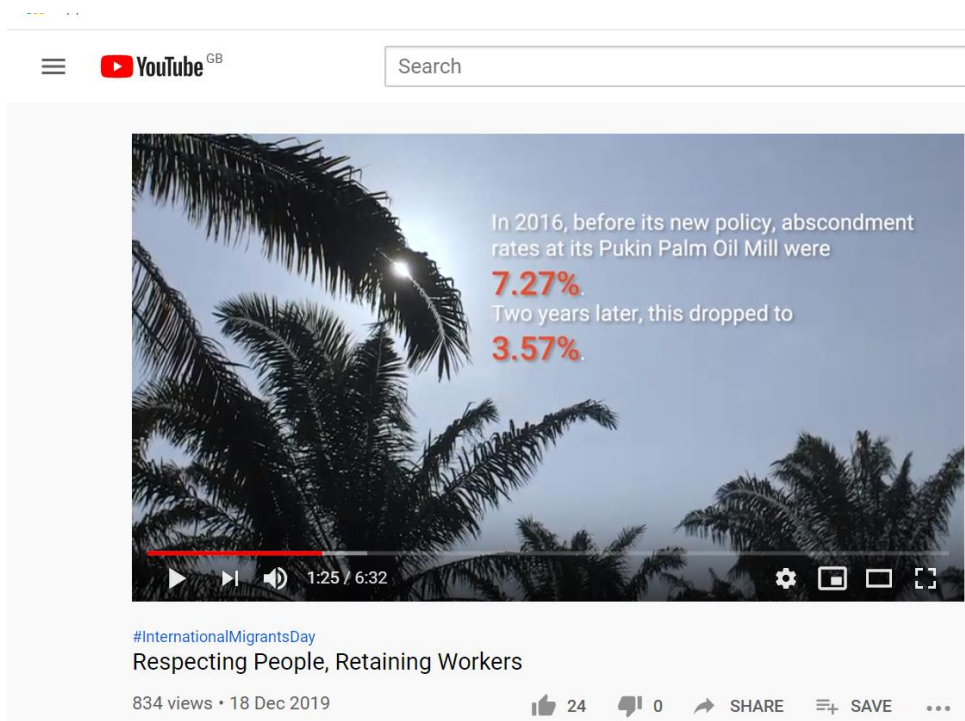 YouTube GB
Search
In 2016, before its new policy, abscondment
rates at its Pukin Palm Oil Mill were
7.27%.
Two years later, this dropped to
3.57%.
1:25 / 6:32
#InternationalMigrantsDay
Respecting People, Retaining Workers
834 views • 18 Dec 2019
24
0
SHARE
SAVE